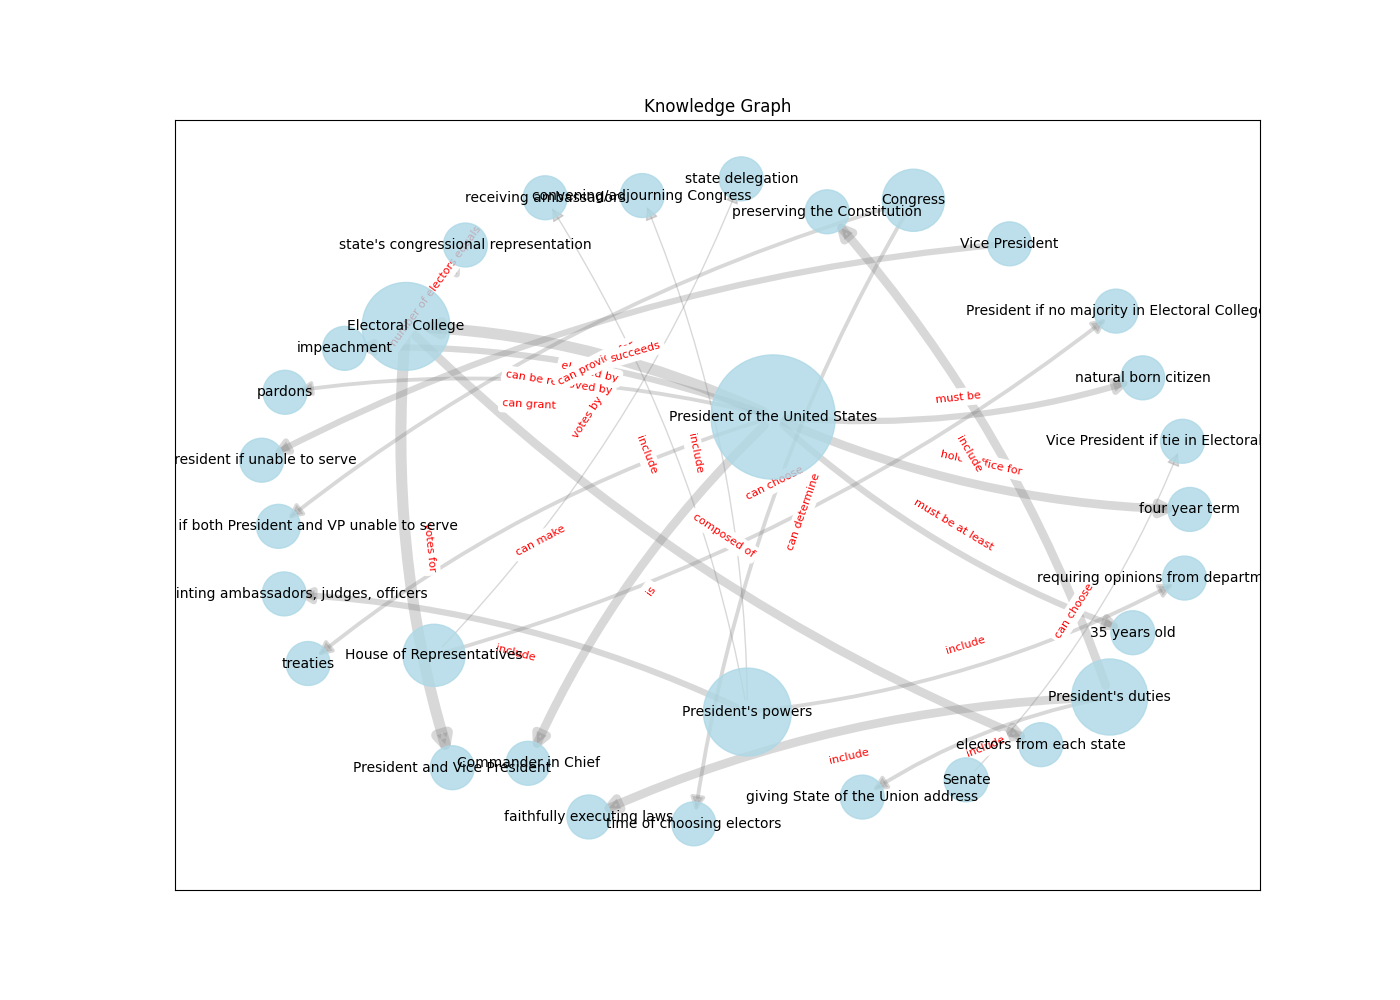 Knowledge Graph
state delegation
receiving ambassadors
convening/adjourning Congress
Congress
preserving the Constitution
state's congressional representation
Vice President
number of electors equals
President if no majority in Electoral College
Electoral College
impeachment
succeeds
can provide
can be removed by
pardons
natural born citizen
must be
can grant
votes by
President of the United States
Vice President if tie in Electoral
include
include
include
resident if unable to serve
holds office for
can choose
four year term
can determine
must be at least
if both President and VP unable to serve
composed of
can make
votes for
requiring opinions from departm
is
inting ambassadors, judges, officers
can choose
35 years old
include
include
House of Representatives
treaties
President's duties
President's powers
electors from each state
include
include
Commander in Chief
President and Vice President
Senate
giving State of the Union address
faithfully executing laws
time of choosing electors